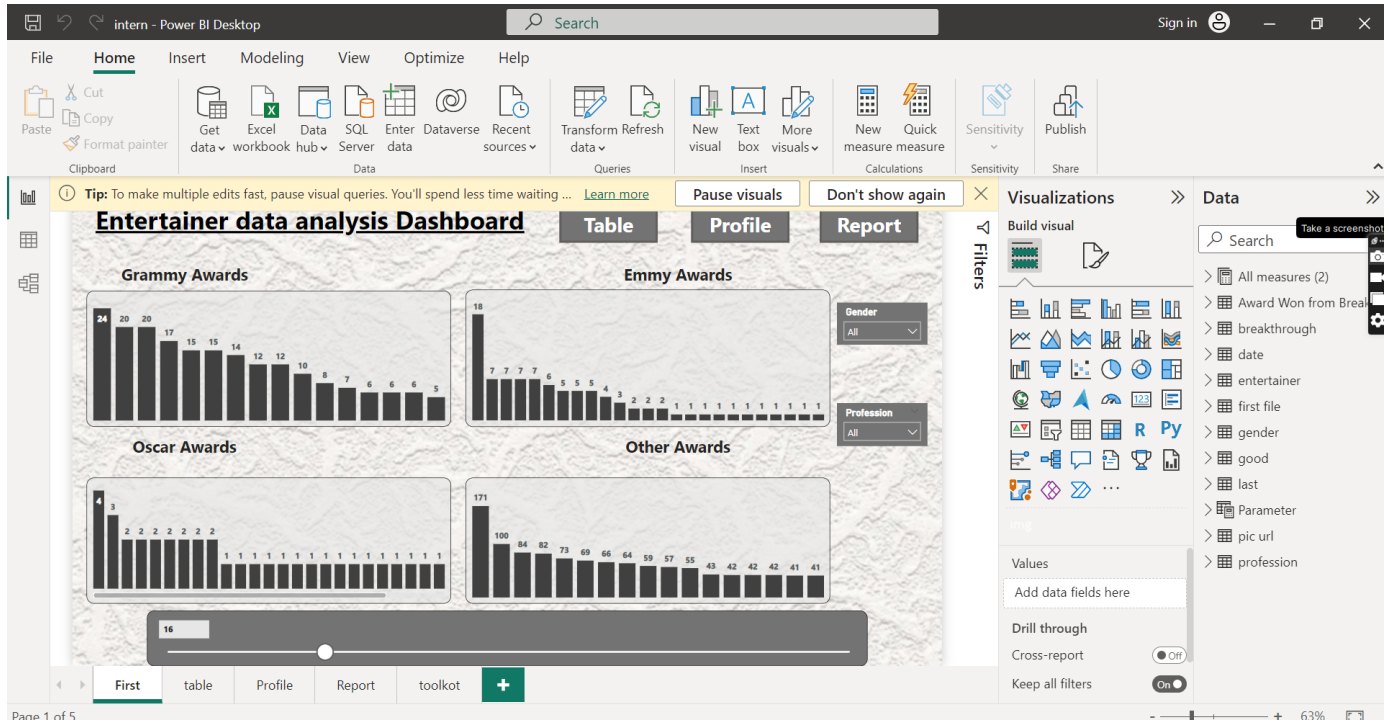 intern - Power BI Desktop
Search
Sign in
File Home Insert Modeling View Optimize Help
Paste
Cut
Copy
Format painter
Clipboard
Get data
Excel workbook
Data hub
SQL Server
Enter data
Dataverse
Recent sources
Data
Transform data
Refresh
Queries
New visual
Text box
More visuals
Insert
New measure
Quick measure
Calculations
Sensitivity
Sensitivity
Publish
Share
Tip: To make multiple edits fast, pause visual queries. You'll spend less time waiting ... Learn more
Pause visuals
Don't show again
Entertainer data analysis Dashboard
Table
Profile
Report
Grammy Awards
24 20 20 17 15 15 14 12 12 10 8 7 6 6 6 5
Emmy Awards
18 7 7 7 7 6 5 5 5 4 3 2 2 2 1 1 1 1 1 1 1 1 1 1 1
Gender
All
Profession
All
Oscar Awards
4 3 2 2 2 2 2 2 2 1 1 1 1 1 1 1 1 1 1 1 1 1 1 1 1
Other Awards
171 100 84 82 73 69 66 64 59 57 55 43 42 42 42 41 41
16
First table Profile Report toolkot +
Page 1 of 5
- + 63%
Filters
Visualizations
Build visual
123
R Py
...
img
Values
Add data fields here
Drill through
Cross-report
Off
Keep all filters
On
Data
Search
Take a screenshot
All measures (2)
Award Won from Break
breakthrough
date
entertainer
first file
gender
good
last
Parameter
pic url
profession